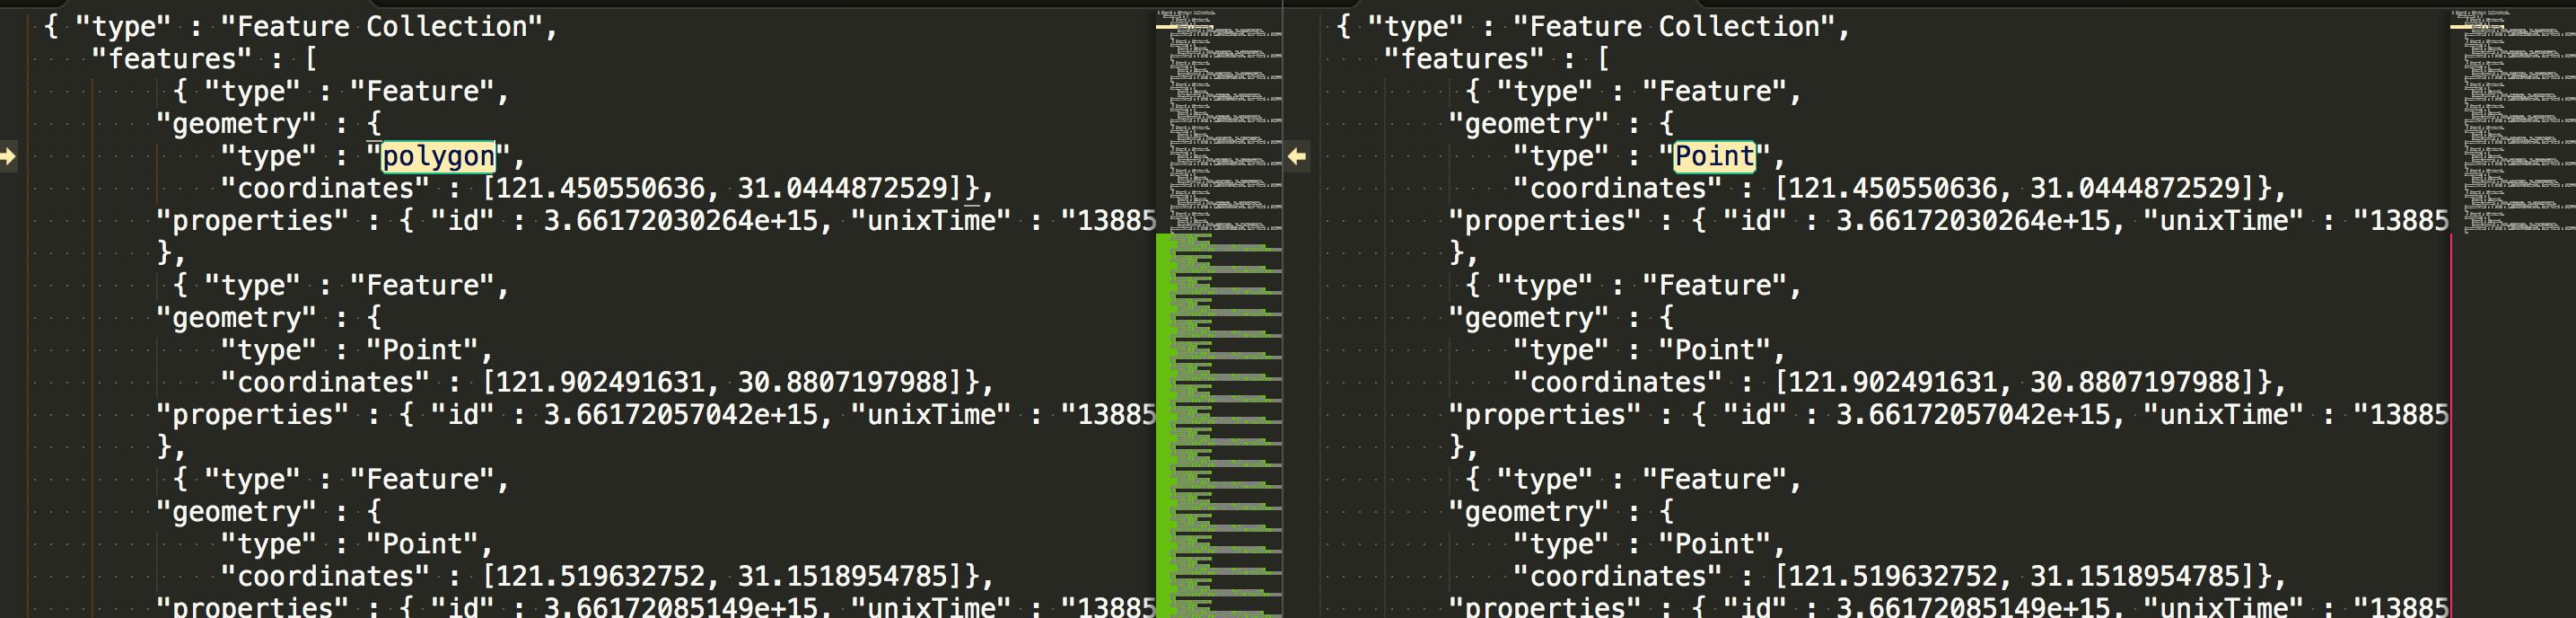 { "type" : "Feature Collection",
"features" : [
{ "type" : "Feature",
"geometry" : {
"type" : "polygon",
"coordinates" : [121.450550636, 31.0444872529]},
"properties" : { "id" : 3.66172030264e+15, "unixTime" : "13885
},
{ "type" : "Feature",
"geometry" : {
"type" : "Point",
"coordinates" : [121.902491631, 30.8807197988]},
"properties" : { "id" : 3.66172057042e+15, "unixTime" : "13885
},
{ "type" : "Feature",
"geometry" : {
"type" : "Point",
"coordinates" : [121.519632752, 31.1518954785]},
"properties" : { "id" : 3.66172085149e+15, "unixTime" : "13885
{ "type" : "Feature Collection",
"features" : [
{ "type" : "Feature",
"geometry" : {
"type" : "Point",
"coordinates" : [121.450550636, 31.0444872529]},
"properties" : { "id" : 3.66172030264e+15, "unixTime" : "13885
},
{ "type" : "Feature",
"geometry" : {
"type" : "Point",
"coordinates" : [121.902491631, 30.8807197988]},
"properties" : { "id" : 3.66172057042e+15, "unixTime" : "13885
},
{ "type" : "Feature",
"geometry" : {
"type" : "Point",
"coordinates" : [121.519632752, 31.1518954785]},
"properties" : { "id" : 3.66172085149e+15, "unixTime" : "13885